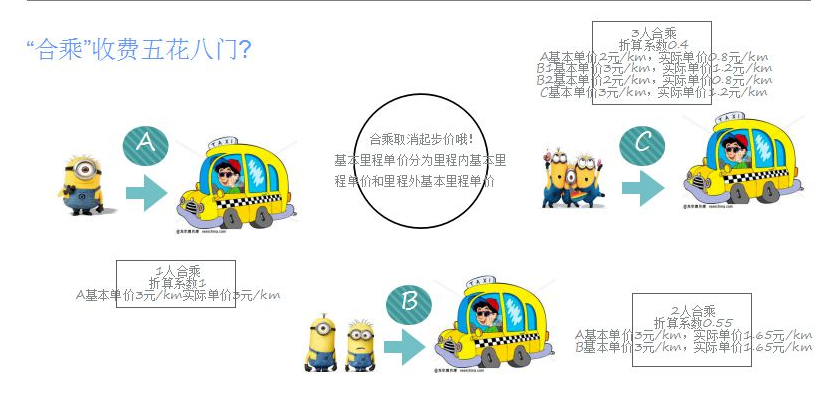 “合乘”收费五花八门?
3人合乘
折算系数0.4
A基本单价2元/km，实际单价0.8元/km
B1基本单价3元/km，实际单价1.2元/km
B2基本单价2元/km，实际单价0.8元/km
C基本单价3元/km，实际单价1.2元/km
A
TAXI
合乘取消起步价哦！
基本里程单价分为里程内基本里
程单价和里程外基本里程单价
C
TAXI
1人合乘
折算系数1
A基本单价3元/km实际单价3元/km
B
TAXI
2人合乘
折算系数0.55
A基本单价3元/km，实际单价1.65元/km
B基本单价3元/km，实际单价1.65元/km